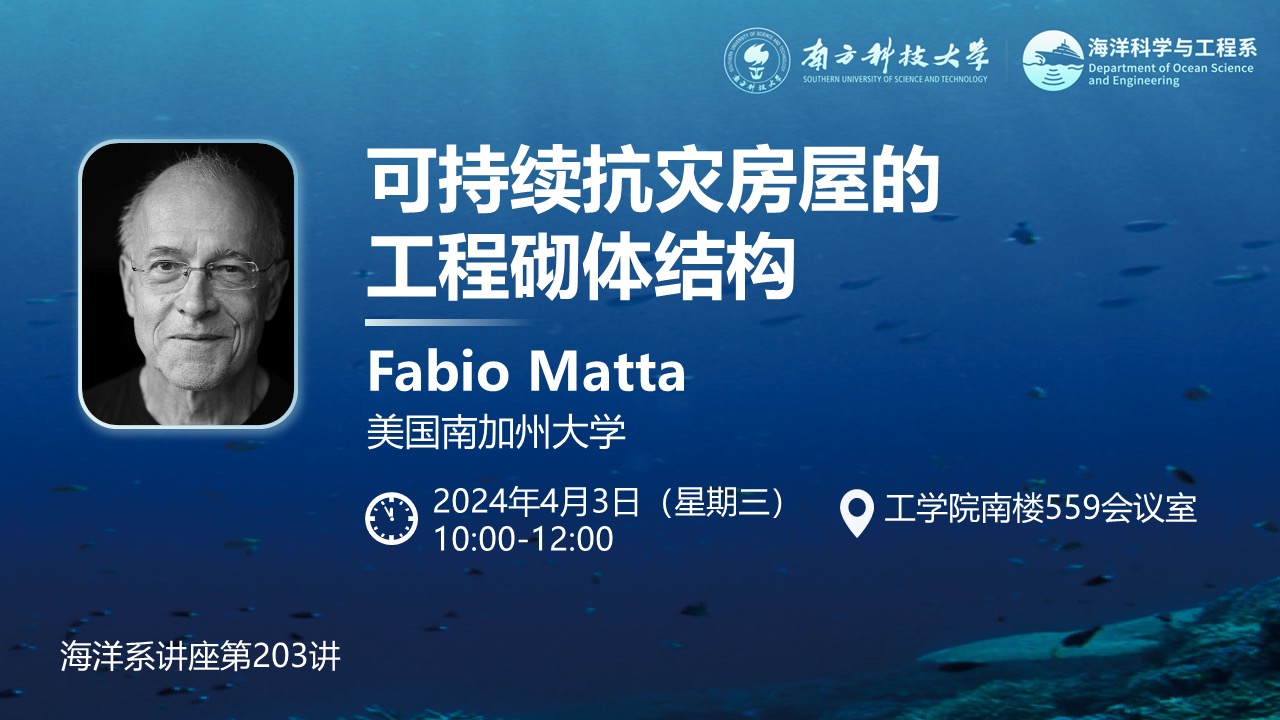 南方科技大学
SOUTHERN UNIVERSITY OF SCIENCE AND TECHNOLOGY
海洋科学与工程系
Department of Ocean Science
and Engineering
可持续抗灾房屋的
工程砌体结构
Fabio Matta
美国南加州大学
2024年4月3日（星期三）
10:00-12:00
工学院南楼559会议室
海洋系讲座第203讲